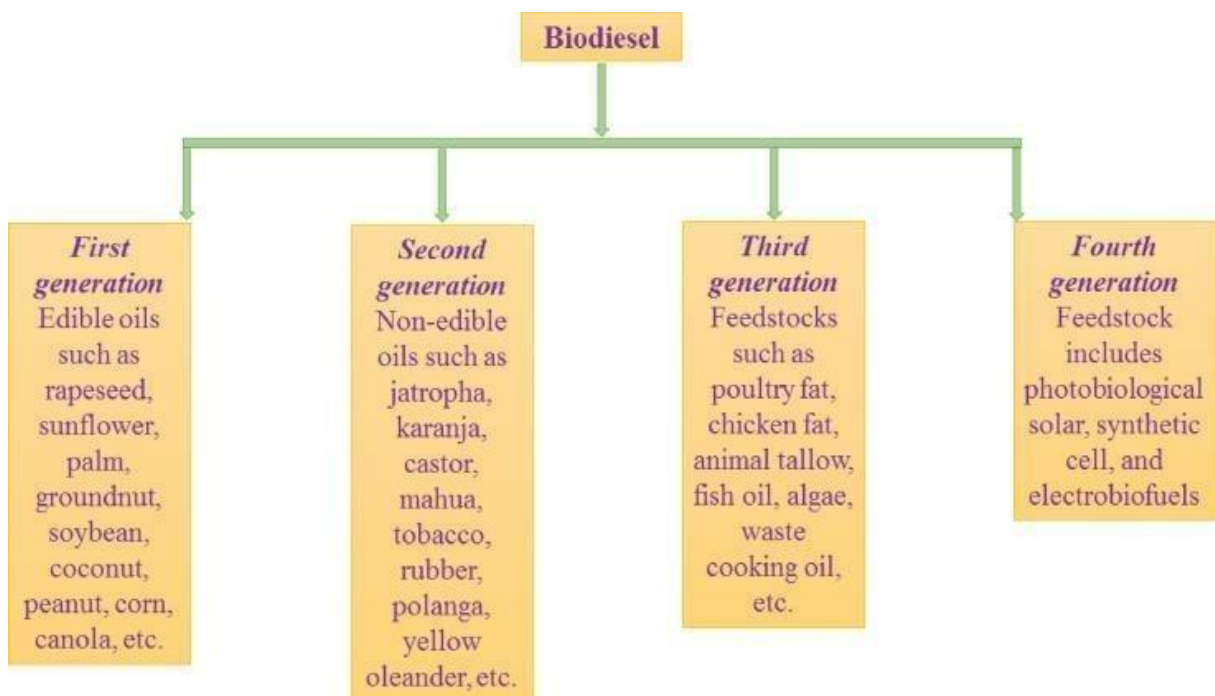 Biodiesel
First
generation
Edible oils
such as
rapeseed,
sunflower,
palm,
groundnut,
soybean,
coconut,
peanut, corn,
canola, etc.
Second
generation
Non-edible
oils such as
jatropha,
karanja,
castor,
mahua,
tobacco,
rubber,
polanga,
yellow
oleander, etc.
Third
generation
Feedstocks
such as
poultry fat,
chicken fat,
animal tallow,
fish oil, algae,
waste
cooking oil,
etc.
Fourth
generation
Feedstock
includes
photobiological
solar, synthetic
cell, and
electrobiofuels